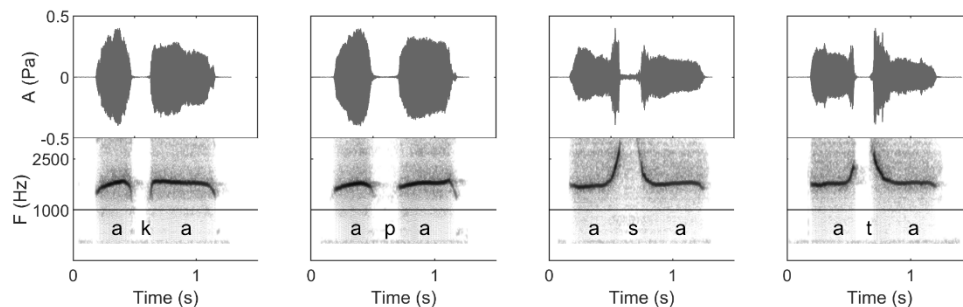 0.5
A (Pa)
0
-0.5
2500
F (Hz)
1000
a k a
a p a
a s a
a t a
0 1
0 1
0 1
0 1
Time (s)
Time (s)
Time (s)
Time (s)